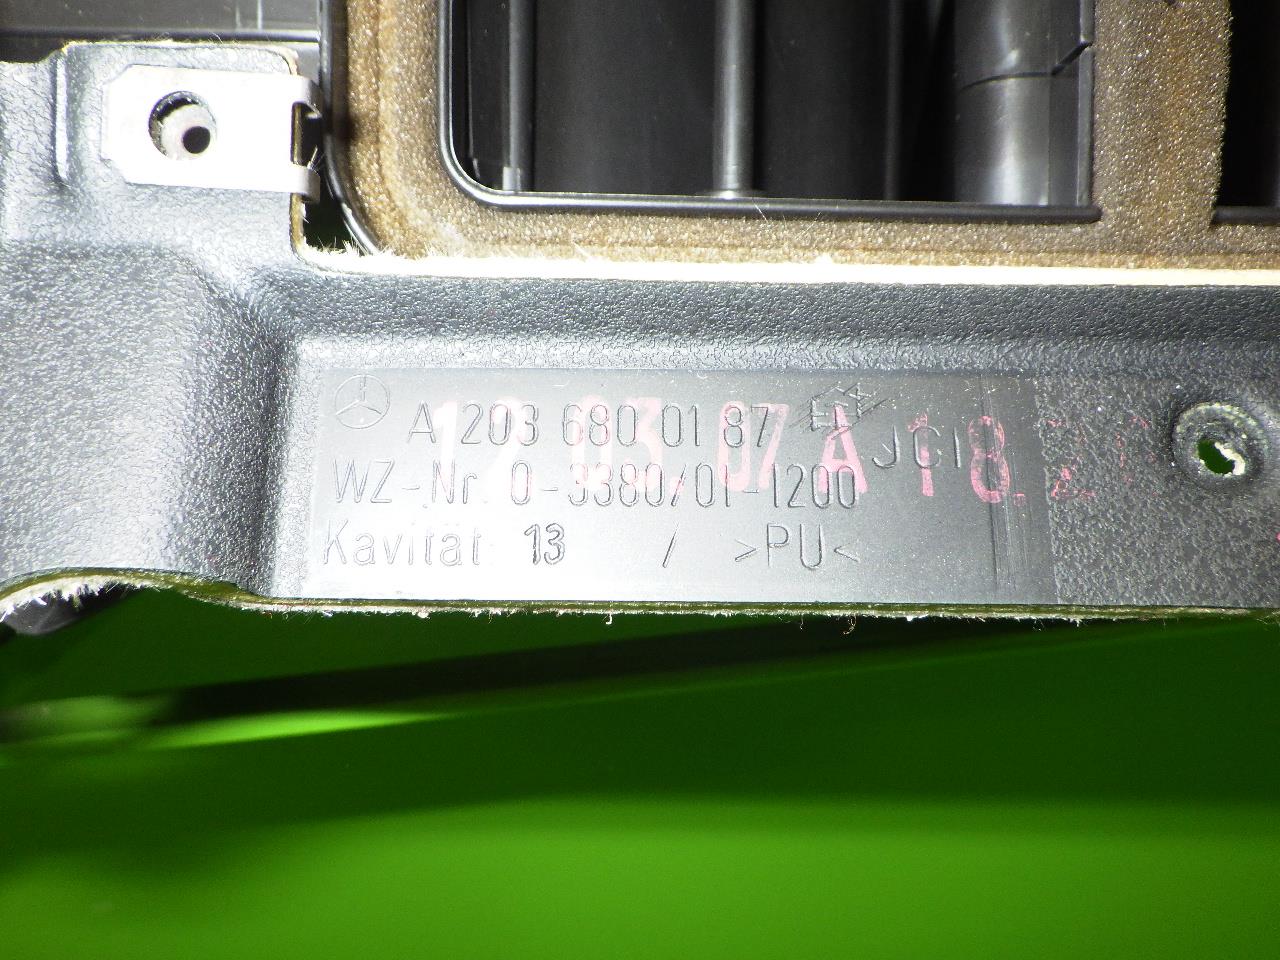 A 203 680 01 87 JCI
12.03.07 A 18.
WZ-Nr. 0-3380/01-1200
Kavität 13 / >PU<